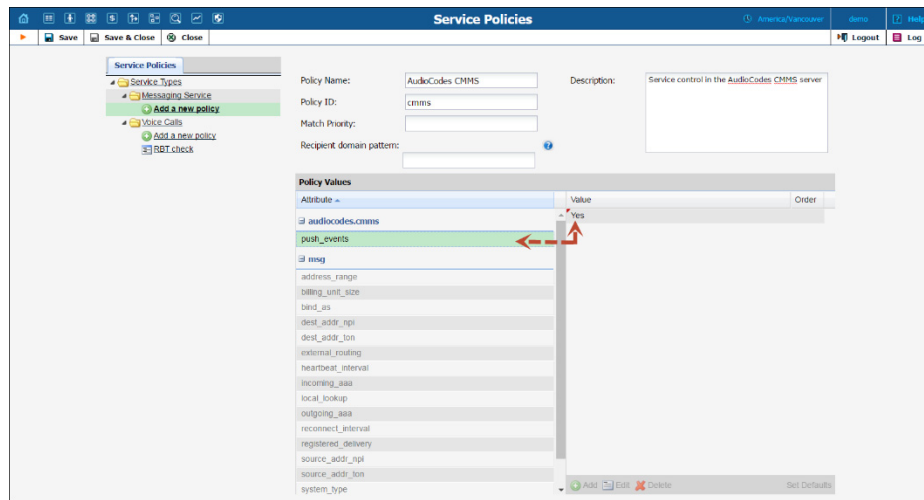 Service Policies
America/Vancouver
demo
Help
Save
Save & Close
Close
Logout
Log
Service Policies
Service Types
Messaging Service
Add a new policy
Voice Calls
Add a new policy
RBT check
Policy Name:
AudioCodes CMMS
Description:
Service control in the AudioCodes CMMS server
Policy ID:
cmms
Match Priority:
Recipient domain pattern:
Policy Values
Attribute
Value
Order
audiocodes.cmms
Yes
push_events
msg
address_range
billing_unit_size
bind_as
dest_addr_npi
dest_addr_ton
external_routing
heartbeat_interval
incoming_aaa
local_lookup
outgoing_aaa
reconnect_interval
registered_delivery
source_addr_npi
source_addr_ton
system_type
Add
Edit
Delete
Set Defaults